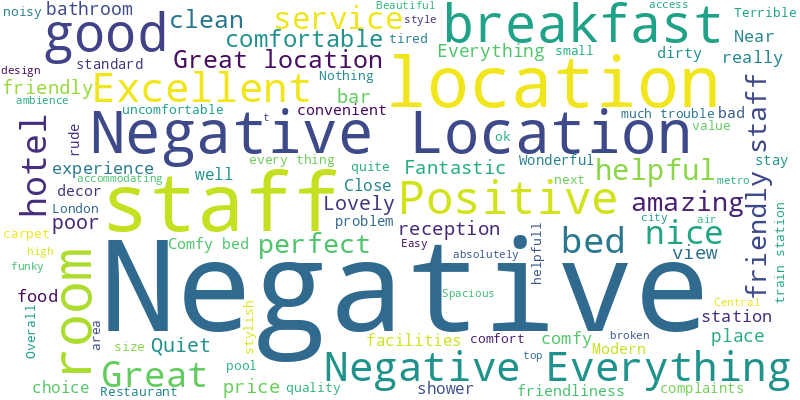 noisy
bathroom
good
clean
service
comfortable
Great location
standard
friendly
Excellent
design
ambience
Beautiful
style
tired
breakfast
Everything
small
access
Terrible
Near
dirty
really
Nothing
bar
location
uncomfortable
convenient
t
Negative Location
ok
much trouble
bad
value
hotel
rude
experience
accommodating
well
every thing
quite
Close
Fantastic
Wonderful
next
helpful
metro
stay
friendly staff
decor
London
poor
staff
Lovely
problem
Positive
amazing
city
air
train station
carpet
high
funky
room
Comfy bed
perfect
reception
Easy
absolutely
helpfull
bed
nice
view
food
Overall
area
Negative
Spacious
Central
station
place
size
Quiet
stylish
facilities
comfort
comfy
broken
Modern
choice
Great
Restaurant
pool
price
quality
Negative Everything
top
shower
friendliness
complaints